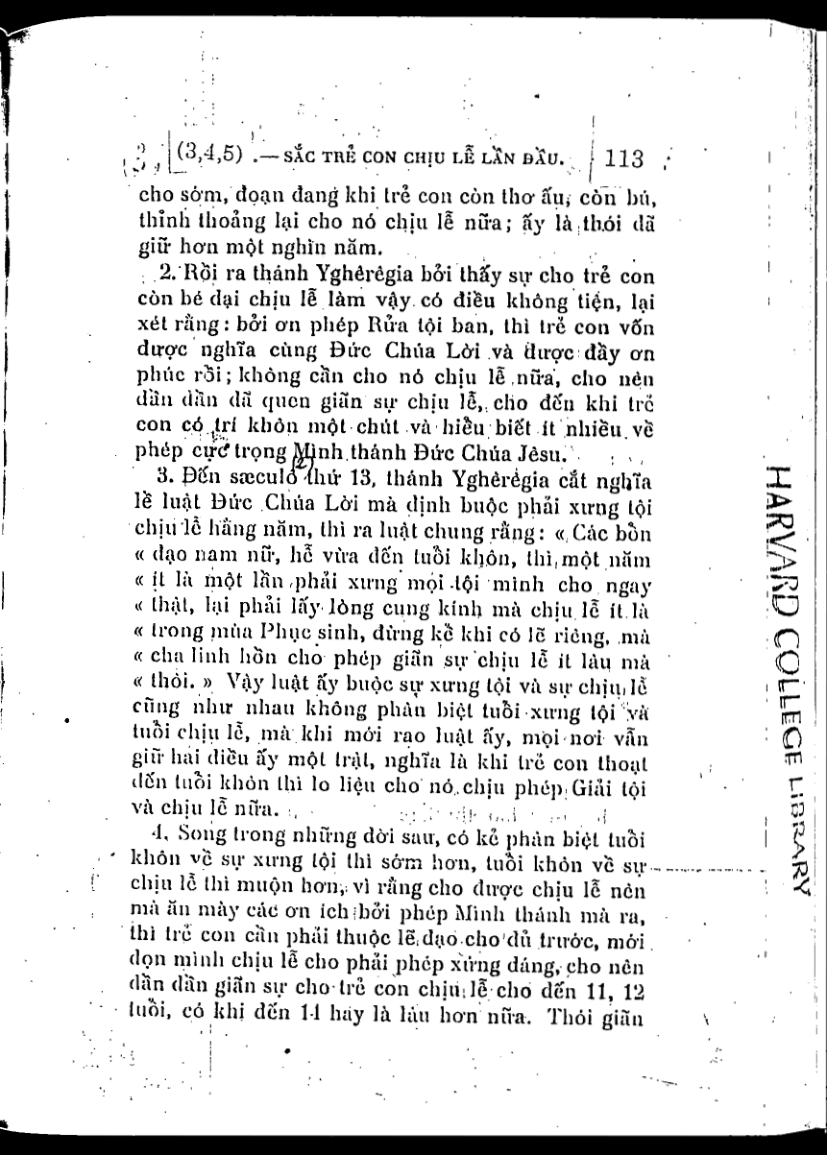 (3,4,5) .— SẮC TRẺ CON CHỊU LỄ LẦN ĐẦU. 113
cho sớm, đoạn đang khi trẻ con còn thơ ấu, còn bú,
thỉnh thoảng lại cho nó chịu lễ nữa; ấy là thói đã
giữ hơn một nghìn năm.
2. Rồi ra thánh Yghêrêgia bởi thấy sự cho trẻ con
còn bé dại chịu lễ làm vậy có điều không tiện, lại
xét rằng: bởi ơn phép Rửa tội ban, thì trẻ con vốn
được nghĩa cùng Đức Chúa Lời và được đầy ơn
phúc rồi; không cần cho nó chịu lễ nữa, cho nên
dần dần đã quen giãn sự chịu lễ, cho đến khi trẻ
con có trí khôn một chút và hiểu biết ít nhiều về
phép cực trọng Mình thánh Đức Chúa Jêsu.
3. Đến sæculô (2) thứ 13, thánh Yghêrêgia cắt nghĩa
lề luật Đức Chúa Lời mà định buộc phải xưng tội
chịu lễ hằng năm, thì ra luật chung rằng: « Các bổn
« đạo nam nữ, hễ vừa đến tuổi khôn, thì một năm
« ít là một lần phải xưng mọi tội mình cho ngay
« thật, lại phải lấy lòng cung kính mà chịu lễ ít là
« trong mùa Phục sinh, đừng kể khi có lẽ riêng, mà
« cha linh hồn cho phép giãn sự chịu lễ ít lâu mà
« thôi. » Vậy luật ấy buộc sự xưng tội và sự chịu lễ
cũng như nhau không phân biệt tuổi xưng tội và
tuổi chịu lễ, mà khi mới rao luật ấy, mọi nơi vẫn
giữ hai điều ấy một trật, nghĩa là khi trẻ con thoạt
đến tuổi khôn thì lo liệu cho nó chịu phép Giải tội
và chịu lễ nữa.
4. Song trong những đời sau, có kẻ phân biệt tuổi
khôn về sự xưng tội thì sớm hơn, tuổi khôn về sự
chịu lễ thì muộn hơn, vì rằng cho được chịu lễ nên
mà ăn mày các ơn ích bởi phép Mình thánh mà ra,
thì trẻ con cần phải thuộc lẽ đạo cho đủ trước, mới
dọn mình chịu lễ cho phải phép xứng đáng, cho nên
dần dần giãn sự cho trẻ con chịu lễ cho đến 11, 12
tuổi, có khi đến 14 hay là lâu hơn nữa. Thói giãn
HARVARD COLLEGE LIBRARY